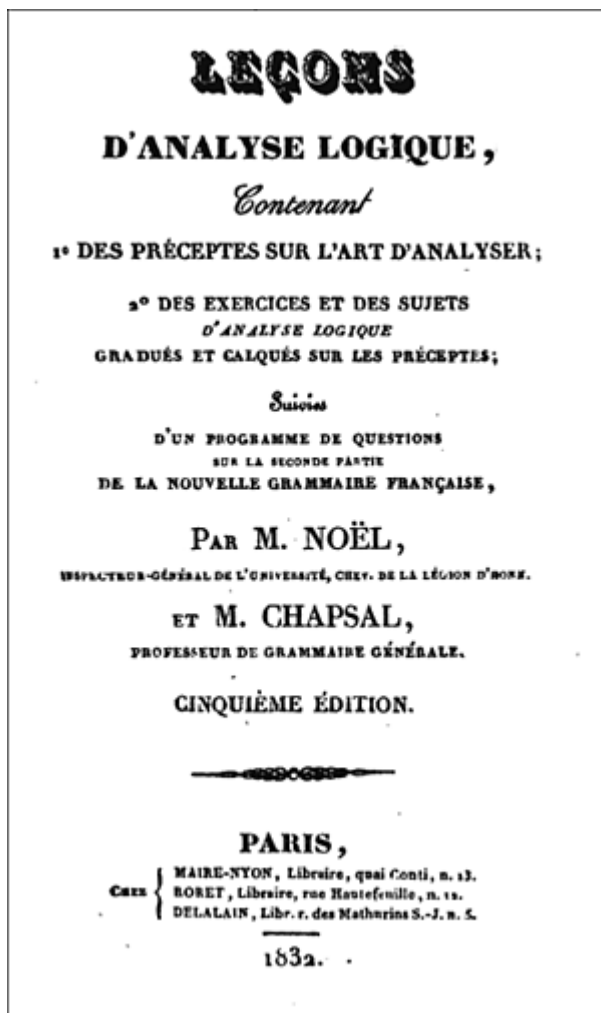 LEÇONS
D'ANALYSE LOGIQUE,
Contenant
1º DES PRÉCEPTES SUR L'ART D'ANALYSER;
2º DES EXERCICES ET DES SUJETS
D'ANALYSE LOGIQUE
GRADUÉS ET CALQUÉS SUR LES PRÉCEPTES;
Suivies
D'UN PROGRAMME DE QUESTIONS
SUR LA SECONDE PARTIE
DE LA NOUVELLE GRAMMAIRE FRANÇAISE,
PAR M. NOËL,
INSPECTEUR-GÉNÉRAL DE L'UNIVERSITÉ, CHEV. DE LA LÉGION D'HONN.
ET M. CHAPSAL,
PROFESSEUR DE GRAMMAIRE GÉNÉRALE.
CINQUIÈME ÉDITION.
PARIS,
CHEZ
MAIRE-NYON, Libraire, quai Conti, n. 13.
RORET, Libraire, rue Hautefeuille, n. 12.
DELALAIN, Libr. r. des Mathurins S.-J. n. 5.
1832.